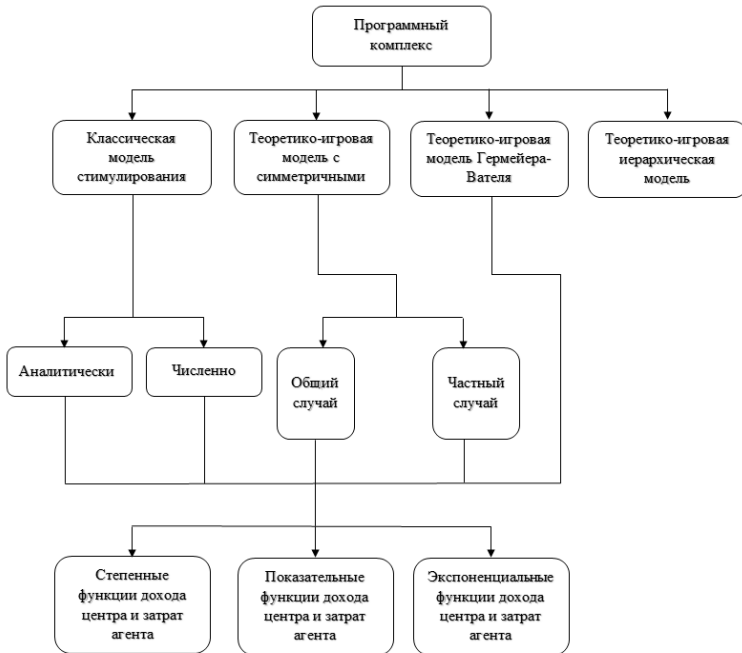 Программный
комплекс
Классическая
модель
стимулирования
Теоретико-игровая
модель с
симметричными
Теоретико-игровая
модель Гермейера-
Вателя
Теоретико-игровая
иерархическая
модель
Аналитически
Численно
Общий
случай
Частный
случай
Степенные
функции дохода
центра и затрат
агента
Показательные
функции дохода
центра и затрат
агента
Экспоненциальные
функции дохода
центра и затрат
агента